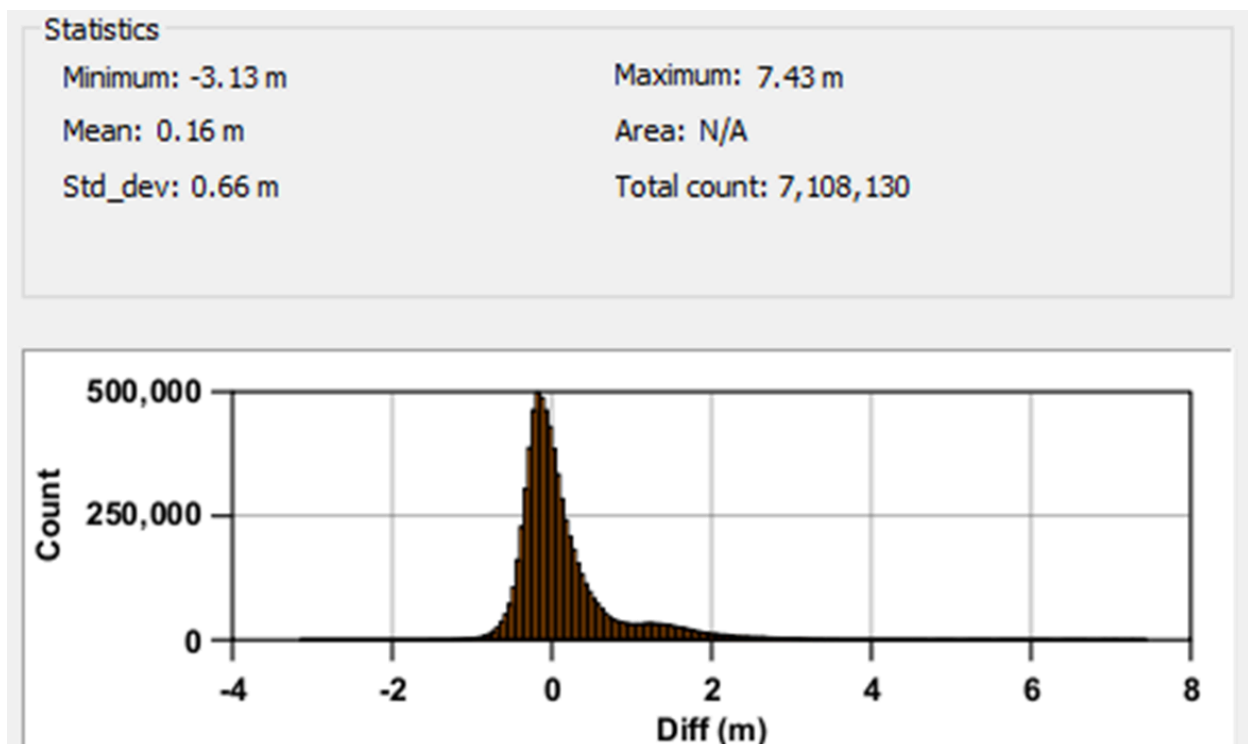 Statistics
Minimum: -3.13 m
Maximum: 7.43 m
Mean: 0.16 m
Area: N/A
Std_dev: 0.66 m
Total count: 7,108,130
500,000
250,000
0
Count
-4 -2 0 2 4 6 8
Diff (m)